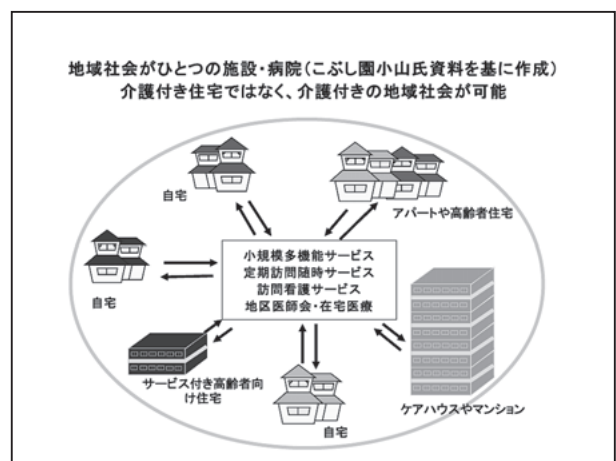 地域社会がひとつの施設・病院(こぶし園小山氏資料を基に作成)
介護付き住宅ではなく、介護付きの地域社会が可能
自宅
アパートや高齢者住宅
小規模多機能サービス
定期訪問随時サービス
訪問看護サービス
地区医師会・在宅医療
自宅
サービス付き高齢者向
け住宅
自宅
ケアハウスやマンション